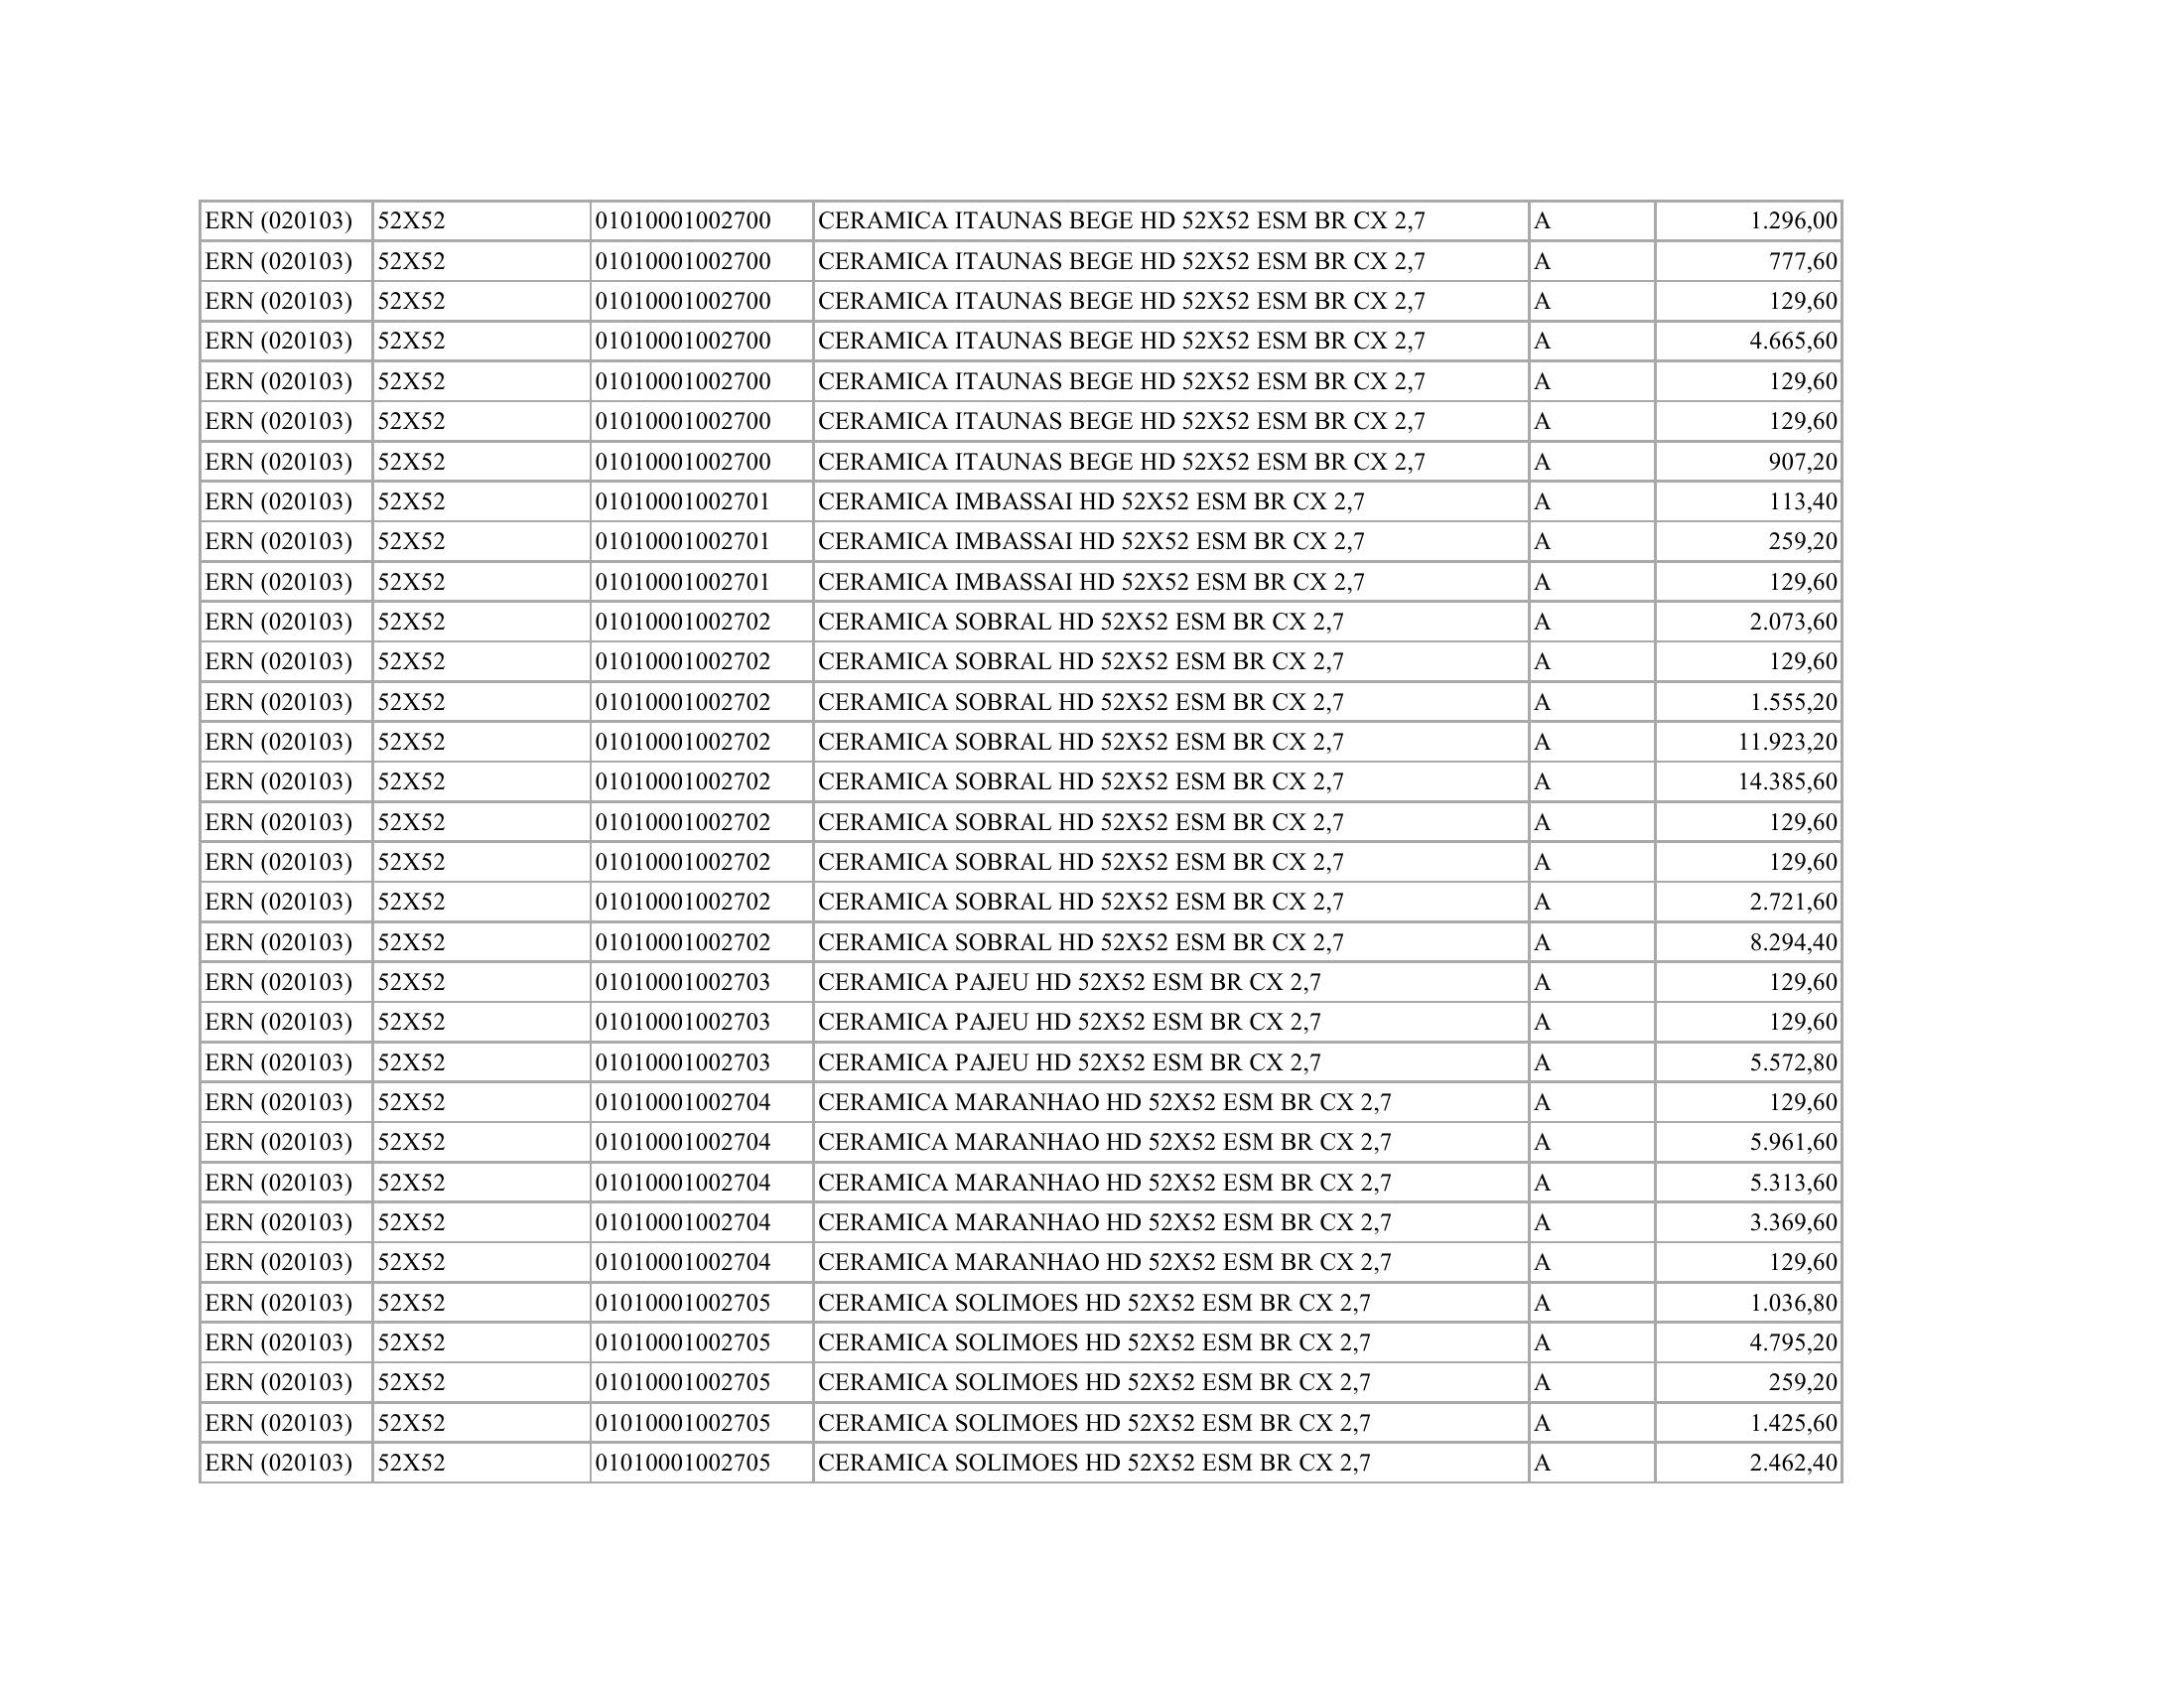 ERN (020103) 52X52 01010001002700 CERAMICA ITAUNAS BEGE HD 52X52 ESM BR CX 2,7 A 1.296,00
ERN (020103) 52X52 01010001002700 CERAMICA ITAUNAS BEGE HD 52X52 ESM BR CX 2,7 A 777,60
ERN (020103) 52X52 01010001002700 CERAMICA ITAUNAS BEGE HD 52X52 ESM BR CX 2,7 A 129,60
ERN (020103) 52X52 01010001002700 CERAMICA ITAUNAS BEGE HD 52X52 ESM BR CX 2,7 A 4.665,60
ERN (020103) 52X52 01010001002700 CERAMICA ITAUNAS BEGE HD 52X52 ESM BR CX 2,7 A 129,60
ERN (020103) 52X52 01010001002700 CERAMICA ITAUNAS BEGE HD 52X52 ESM BR CX 2,7 A 129,60
ERN (020103) 52X52 01010001002700 CERAMICA ITAUNAS BEGE HD 52X52 ESM BR CX 2,7 A 907,20
ERN (020103) 52X52 01010001002701 CERAMICA IMBASSAI HD 52X52 ESM BR CX 2,7 A 113,40
ERN (020103) 52X52 01010001002701 CERAMICA IMBASSAI HD 52X52 ESM BR CX 2,7 A 259,20
ERN (020103) 52X52 01010001002701 CERAMICA IMBASSAI HD 52X52 ESM BR CX 2,7 A 129,60
ERN (020103) 52X52 01010001002702 CERAMICA SOBRAL HD 52X52 ESM BR CX 2,7 A 2.073,60
ERN (020103) 52X52 01010001002702 CERAMICA SOBRAL HD 52X52 ESM BR CX 2,7 A 129,60
ERN (020103) 52X52 01010001002702 CERAMICA SOBRAL HD 52X52 ESM BR CX 2,7 A 1.555,20
ERN (020103) 52X52 01010001002702 CERAMICA SOBRAL HD 52X52 ESM BR CX 2,7 A 11.923,20
ERN (020103) 52X52 01010001002702 CERAMICA SOBRAL HD 52X52 ESM BR CX 2,7 A 14.385,60
ERN (020103) 52X52 01010001002702 CERAMICA SOBRAL HD 52X52 ESM BR CX 2,7 A 129,60
ERN (020103) 52X52 01010001002702 CERAMICA SOBRAL HD 52X52 ESM BR CX 2,7 A 129,60
ERN (020103) 52X52 01010001002702 CERAMICA SOBRAL HD 52X52 ESM BR CX 2,7 A 2.721,60
ERN (020103) 52X52 01010001002702 CERAMICA SOBRAL HD 52X52 ESM BR CX 2,7 A 8.294,40
ERN (020103) 52X52 01010001002703 CERAMICA PAJEU HD 52X52 ESM BR CX 2,7 A 129,60
ERN (020103) 52X52 01010001002703 CERAMICA PAJEU HD 52X52 ESM BR CX 2,7 A 129,60
ERN (020103) 52X52 01010001002703 CERAMICA PAJEU HD 52X52 ESM BR CX 2,7 A 5.572,80
ERN (020103) 52X52 01010001002704 CERAMICA MARANHAO HD 52X52 ESM BR CX 2,7 A 129,60
ERN (020103) 52X52 01010001002704 CERAMICA MARANHAO HD 52X52 ESM BR CX 2,7 A 5.961,60
ERN (020103) 52X52 01010001002704 CERAMICA MARANHAO HD 52X52 ESM BR CX 2,7 A 5.313,60
ERN (020103) 52X52 01010001002704 CERAMICA MARANHAO HD 52X52 ESM BR CX 2,7 A 3.369,60
ERN (020103) 52X52 01010001002704 CERAMICA MARANHAO HD 52X52 ESM BR CX 2,7 A 129,60
ERN (020103) 52X52 01010001002705 CERAMICA SOLIMOES HD 52X52 ESM BR CX 2,7 A 1.036,80
ERN (020103) 52X52 01010001002705 CERAMICA SOLIMOES HD 52X52 ESM BR CX 2,7 A 4.795,20
ERN (020103) 52X52 01010001002705 CERAMICA SOLIMOES HD 52X52 ESM BR CX 2,7 A 259,20
ERN (020103) 52X52 01010001002705 CERAMICA SOLIMOES HD 52X52 ESM BR CX 2,7 A 1.425,60
ERN (020103) 52X52 01010001002705 CERAMICA SOLIMOES HD 52X52 ESM BR CX 2,7 A 2.462,40